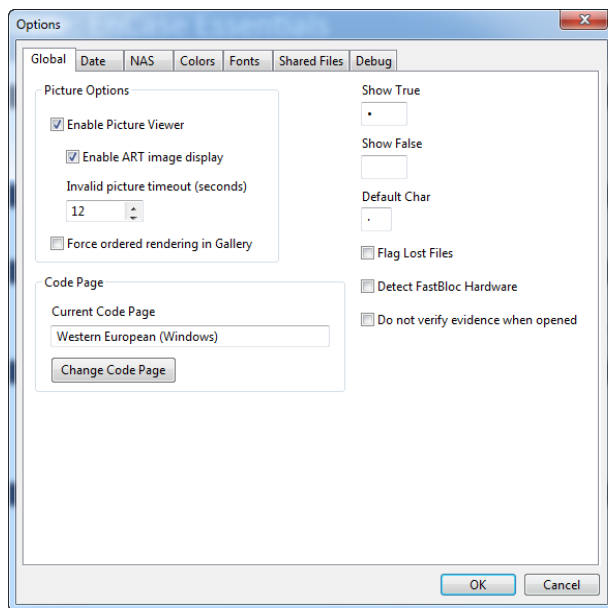 EnCase Essentials
Options
Global Date NAS Colors Fonts Shared Files Debug
Picture Options
Enable Picture Viewer
Enable ART image display
Invalid picture timeout (seconds)
12
Force ordered rendering in Gallery
Code Page
Current Code Page
Western European (Windows)
Change Code Page
Show True
•
Show False
Default Char
.
Flag Lost Files
Detect FastBloc Hardware
Do not verify evidence when opened
OK Cancel